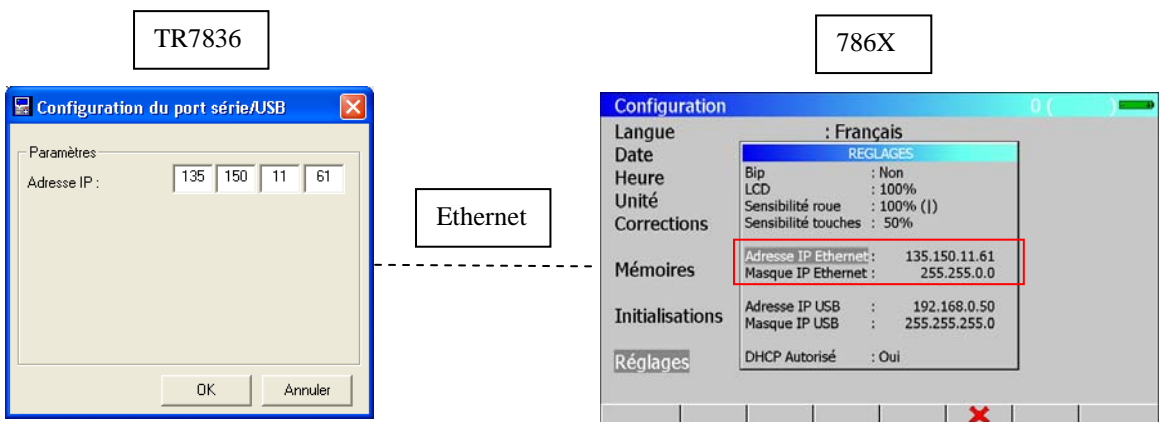 TR7836
786X
Configuration du port série/USB
Paramètres
Adresse IP : 135 150 11 61
OK Annuler
Ethernet
Configuration 0 ( )
Langue : Français
Date
Heure
Unité
Corrections
Mémoires
Initialisations
Réglages
REGLAGES
Bip : Non
LCD : 100%
Sensibilité roue : 100% (|)
Sensibilité touches : 50%
Adresse IP Ethernet : 135.150.11.61
Masque IP Ethernet : 255.255.0.0
Adresse IP USB : 192.168.0.50
Masque IP USB : 255.255.255.0
DHCP Autorisé : Oui